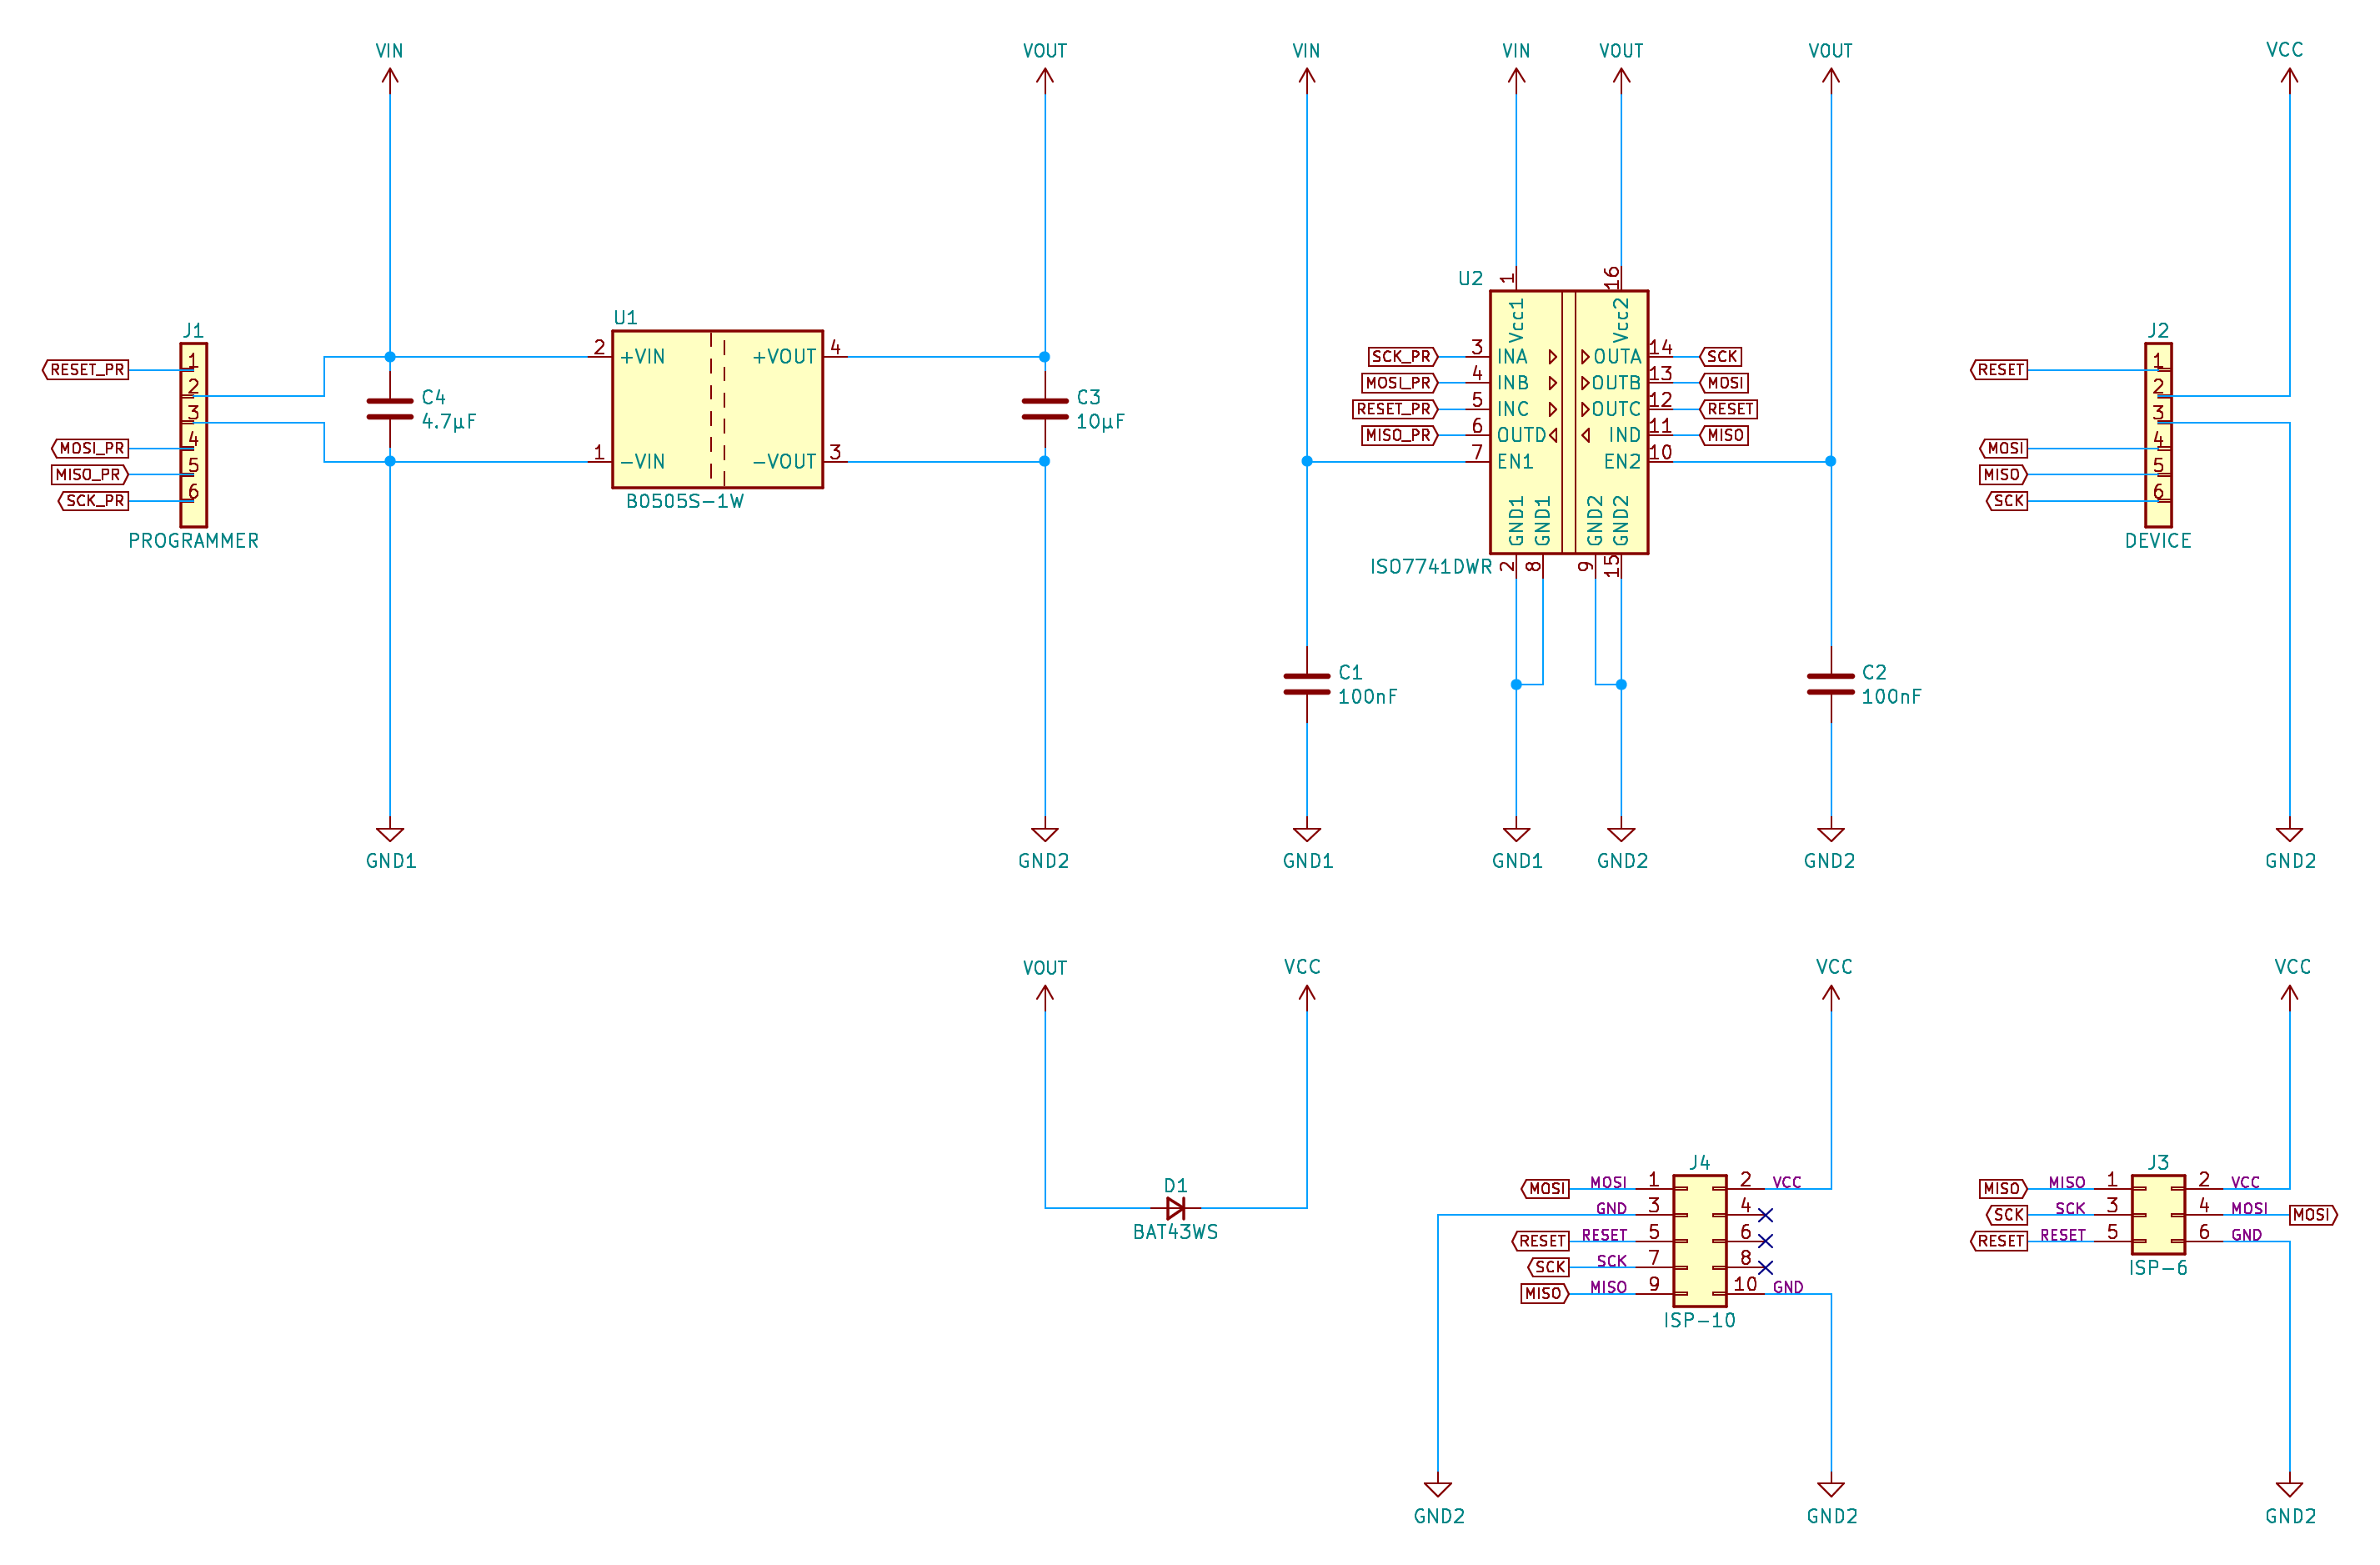 VIN
VOUT
VIN
VIN
VOUT
VOUT
VCC
J1
RESET_PR
MOSI_PR
MISO_PR
SCK_PR
1
2
3
4
5
6
PROGRAMMER
C4
4.7µF
U1
2
+VIN
+VOUT
4
1
-VIN
-VOUT
3
B0505S-1W
C3
10µF
U2
1
16
Vcc1
Vcc2
SCK_PR
3
INA
OUTA
14
SCK
MOSI_PR
4
INB
OUTB
13
MOSI
RESET_PR
5
INC
OUTC
12
RESET
MISO_PR
6
OUTD
IND
11
MISO
7
EN1
EN2
10
GND1
GND1
GND2
GND2
2
8
9
15
ISO7741DWR
C1
100nF
C2
100nF
J2
RESET
MOSI
MISO
SCK
1
2
3
4
5
6
DEVICE
GND1
GND2
GND1
GND1
GND2
GND2
GND2
VOUT
VCC
VCC
VCC
D1
BAT43WS
J4
MOSI
MOSI
1
2
VCC
GND
3
4
RESET
RESET
5
6
SCK
SCK
7
8
MISO
MISO
9
10
GND
ISP-10
J3
MISO
MISO
1
2
VCC
SCK
SCK
3
4
MOSI
MOSI
RESET
RESET
5
6
GND
ISP-6
GND2
GND2
GND2